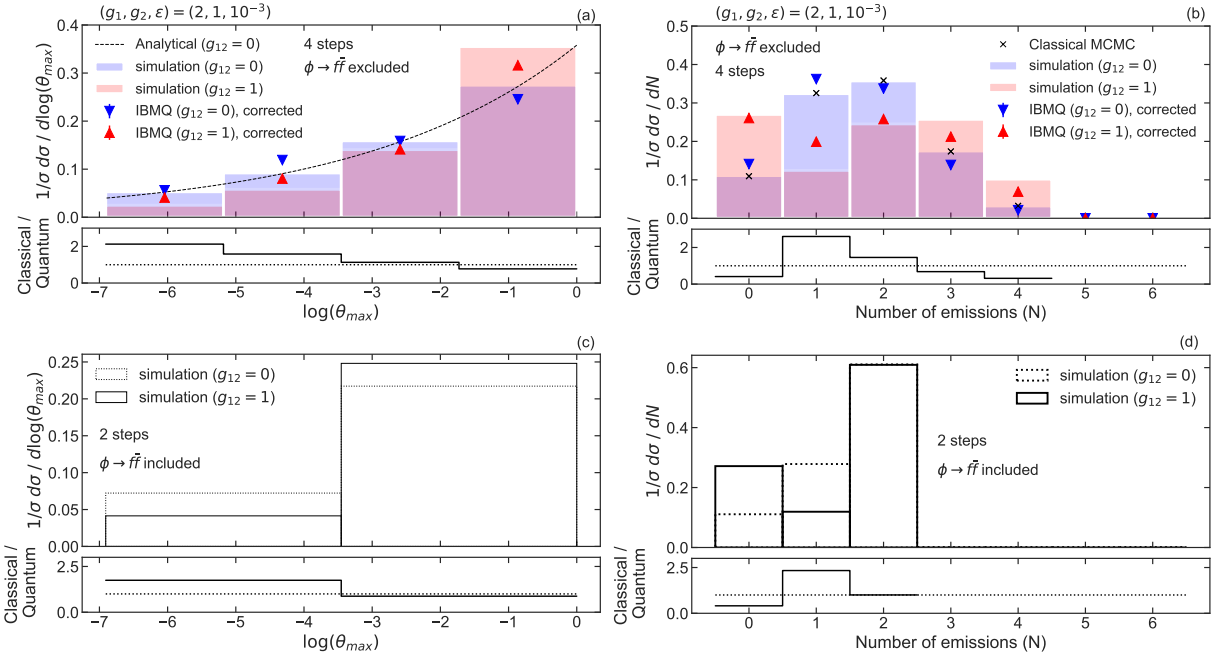 (g₁, g₂, ε) = (2, 1, 10⁻³)
(a)
1/σ dσ / dlog(θₘₐₓ)
0.4
0.3
0.2
0.1
0.0
Analytical (g₁₂ = 0)
simulation (g₁₂ = 0)
simulation (g₁₂ = 1)
IBMQ (g₁₂ = 0), corrected
IBMQ (g₁₂ = 1), corrected
4 steps
ϕ → ff̄ excluded
Classical / Quantum
2
0
−7 −6 −5 −4 −3 −2 −1 0
log(θₘₐₓ)
(g₁, g₂, ε) = (2, 1, 10⁻³)
(b)
1/σ dσ / dN
0.5
0.4
0.3
0.2
0.1
0.0
ϕ → ff̄ excluded
4 steps
Classical MCMC
simulation (g₁₂ = 0)
simulation (g₁₂ = 1)
IBMQ (g₁₂ = 0), corrected
IBMQ (g₁₂ = 1), corrected
Classical / Quantum
2
0
0 1 2 3 4 5 6
Number of emissions (N)
(c)
1/σ dσ / dlog(θₘₐₓ)
0.25
0.20
0.15
0.10
0.05
0.00
simulation (g₁₂ = 0)
simulation (g₁₂ = 1)
2 steps
ϕ → ff̄ included
Classical / Quantum
2.5
0.0
−7 −6 −5 −4 −3 −2 −1 0
log(θₘₐₓ)
(d)
1/σ dσ / dN
0.6
0.4
0.2
0.0
simulation (g₁₂ = 0)
simulation (g₁₂ = 1)
2 steps
ϕ → ff̄ included
Classical / Quantum
2.5
0.0
0 1 2 3 4 5 6
Number of emissions (N)